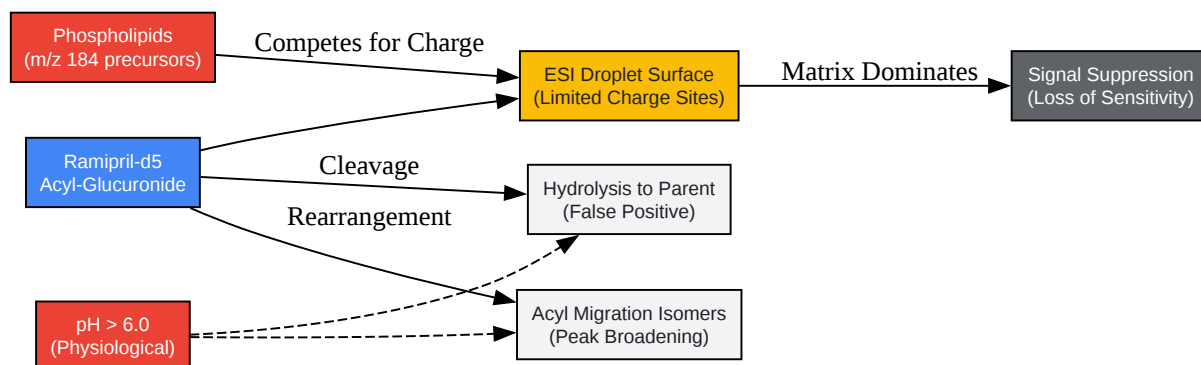 Phospholipids
(m/z 184 precursors)
Competes for Charge
ESI Droplet Surface
(Limited Charge Sites)
Matrix Dominates
Signal Suppression
(Loss of Sensitivity)
Ramipril-d5
Acyl-Glucuronide
Cleavage
Hydrolysis to Parent
(False Positive)
Rearrangement
pH > 6.0
(Physiological)
Acyl Migration Isomers
(Peak Broadening)